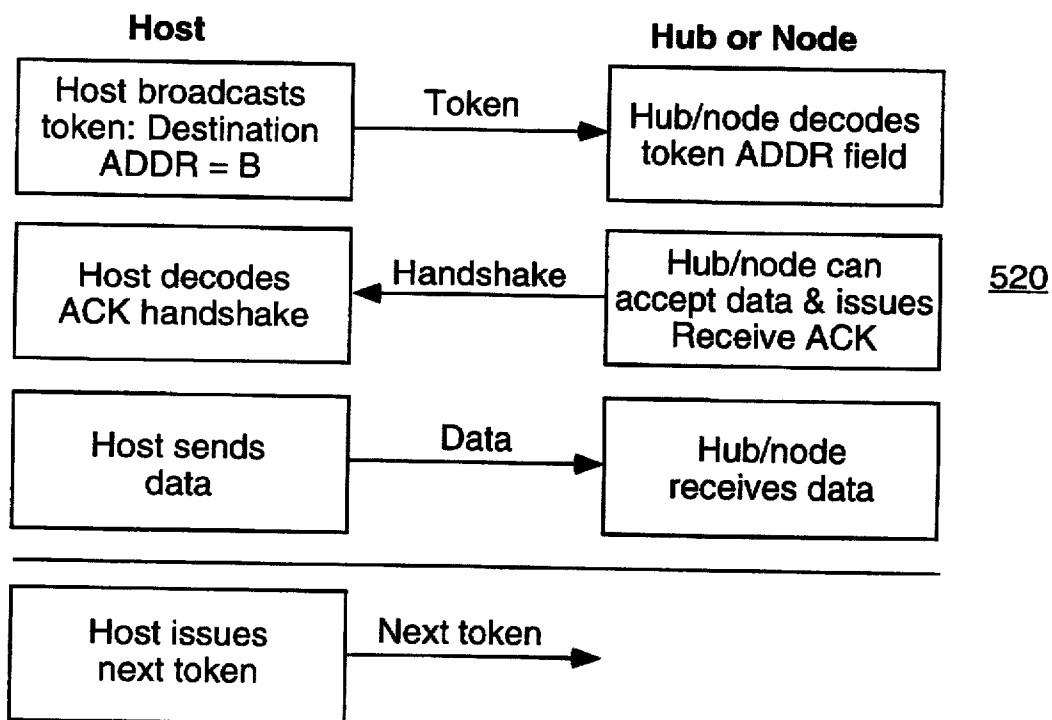 Host
Hub or Node
Host broadcasts
token: Destination
ADDR = B
Token
Hub/node decodes
token ADDR field
Host decodes
ACK handshake
Handshake
Hub/node can
accept data & issues
Receive ACK
520
Host sends
data
Data
Hub/node
receives data
Host issues
next token
Next token